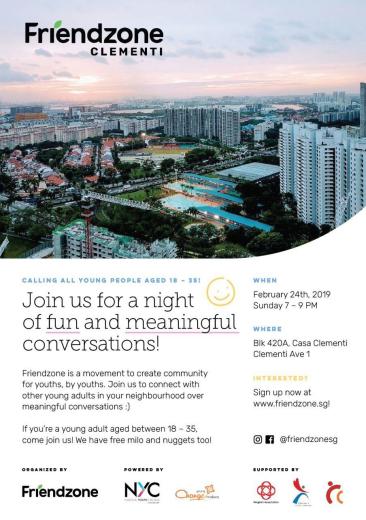 Friendzone
CLEMENTI
CALLING ALL YOUNG PEOPLE AGED 18 – 35!
Join us for a night
of fun and meaningful
conversations!
Friendzone is a movement to create community
for youths, by youths. Join us to connect with
other young adults in your neighbourhood over
meaningful conversations :)
If you're a young adult aged between 18 – 35,
come join us! We have free milo and nuggets too!
WHEN
February 24th, 2019
Sunday 7 – 9 PM
WHERE
Blk 420A, Casa Clementi
Clementi Ave 1
INTERESTED?
Sign up now at
www.friendzone.sg!
@friendzonesg
ORGANIZED BY
Friendzone
POWERED BY
NYC
SUPPORTED BY